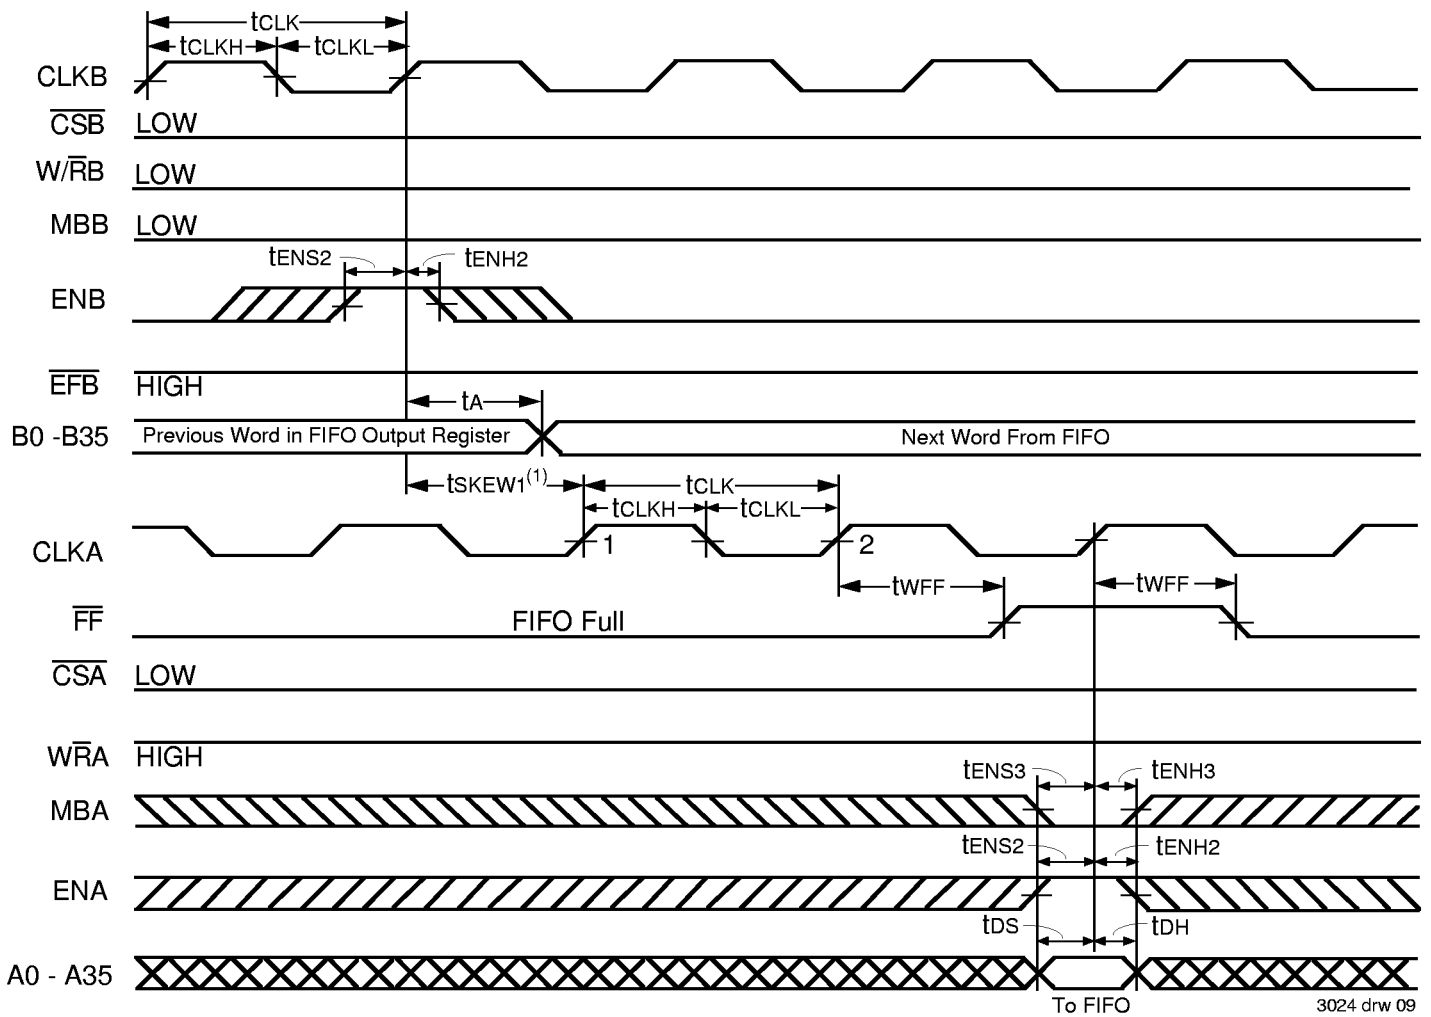 tCLK
tCLKH tCLKL
CLKB
CSB LOW
W/RB LOW
MBB LOW
tENS2 tENH2
ENB
EFB HIGH
tA
B0 -B35 Previous Word in FIFO Output Register Next Word From FIFO
tSKEW1(1) tCLK
tCLKH tCLKL
CLKA 1 2
tWFF tWFF
FF FIFO Full
CSA LOW
WRA HIGH
tENS3 tENH3
MBA
tENS2 tENH2
ENA
tDS tDH
A0 - A35
To FIFO
3024 drw 09